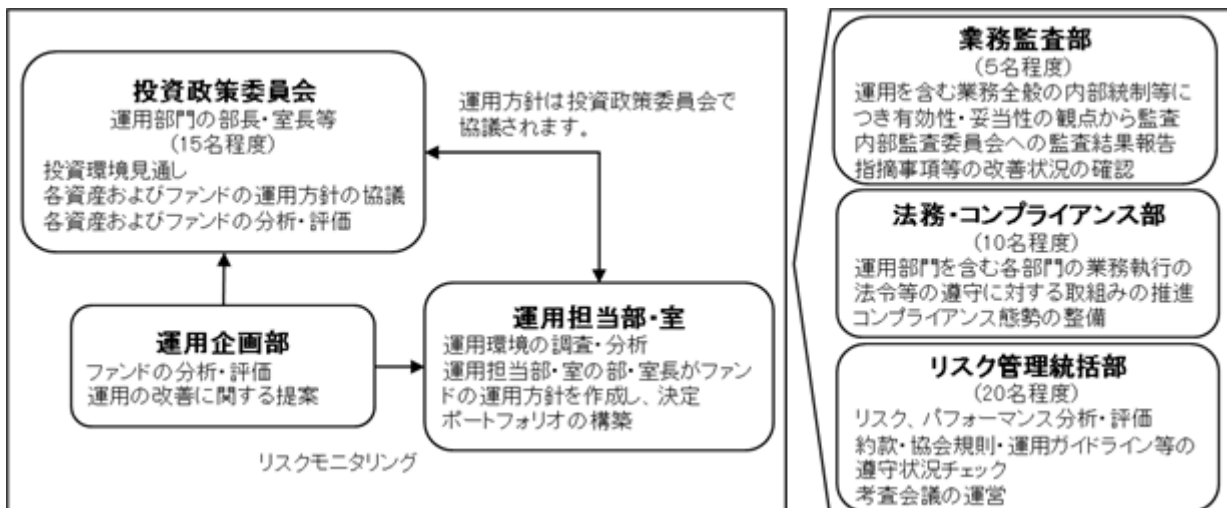 投資政策委員会
運用部門の部長・室長等
(15名程度)
投資環境見通し
各資産およびファンドの運用方針の協議
各資産およびファンドの分析・評価
運用方針は投資政策委員会で
協議されます。
運用企画部
ファンドの分析・評価
運用の改善に関する提案
運用担当部・室
運用環境の調査・分析
運用担当部・室の部・室長がファン
ドの運用方針を作成し、決定
ポートフォリオの構築
リスクモニタリング
業務監査部
(5名程度)
運用を含む業務全般の内部統制等に
つき有効性・妥当性の観点から監査
内部監査委員会への監査結果報告
指摘事項等の改善状況の確認
法務・コンプライアンス部
(10名程度)
運用部門を含む各部門の業務執行の
法令等の遵守に対する取組みの推進
コンプライアンス態勢の整備
リスク管理統括部
(20名程度)
リスク、パフォーマンス分析・評価
約款・協会規則・運用ガイドライン等の
遵守状況チェック
考査会議の運営